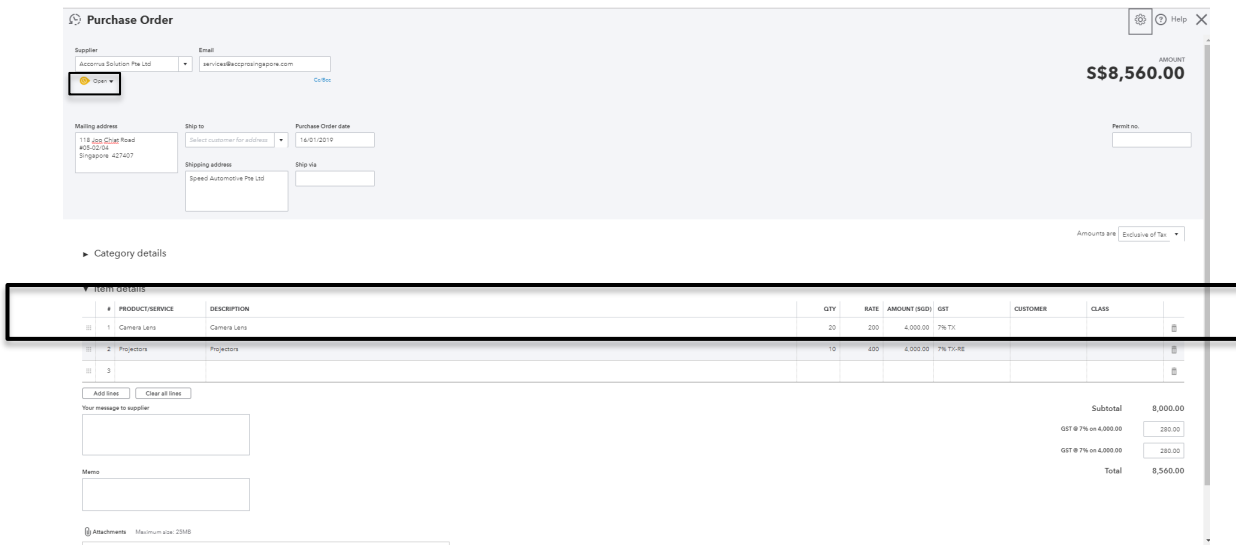 Purchase Order
Help
Supplier
Email
Accorrus Solution Pte Ltd
services@accprosingapore.com
Open
Cc/Bcc
AMOUNT
S$8,560.00
Mailing address
Ship to
Purchase Order date
Permit no.
118 Joo Chiat Road
#05-02/04
Singapore 427407
Select customer for address
16/01/2019
Shipping address
Ship via
Speed Automotive Pte Ltd
Amounts are Exclusive of Tax
Category details
Item details
# PRODUCT/SERVICE DESCRIPTION QTY RATE AMOUNT (SGD) GST CUSTOMER CLASS
1 Camera Lens Camera Lens 20 200 4,000.00 7% TX
2 Projectors Projectors 10 400 4,000.00 7% TX-RE
3
Add lines Clear all lines
Your message to supplier
Subtotal 8,000.00
GST @ 7% on 4,000.00 280.00
GST @ 7% on 4,000.00 280.00
Total 8,560.00
Memo
Attachments Maximum size: 25MB